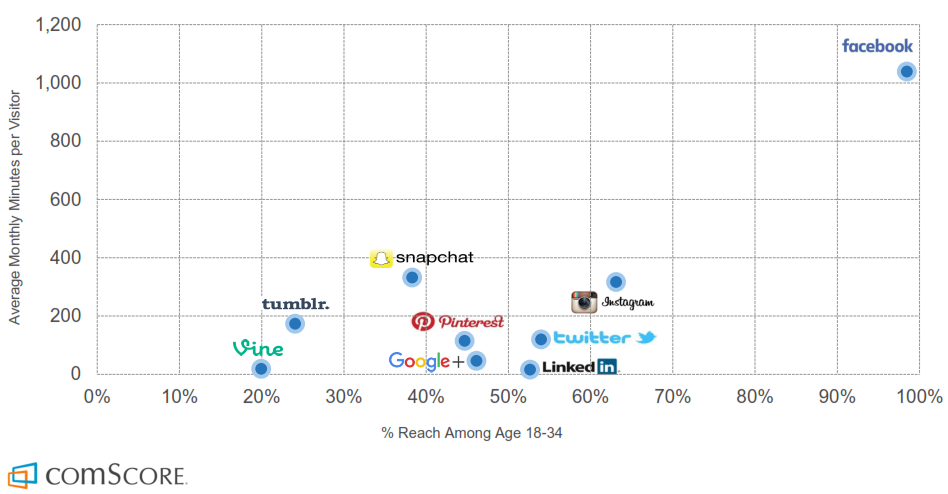 1,200
facebook
1,000
800
600
400
snapchat
tumblr.
Instagram
200
Pinterest
twitter
Vine
Google+
Linked in
0
0% 10% 20% 30% 40% 50% 60% 70% 80% 90% 100%
Average Monthly Minutes per Visitor
% Reach Among Age 18-34
comScore.